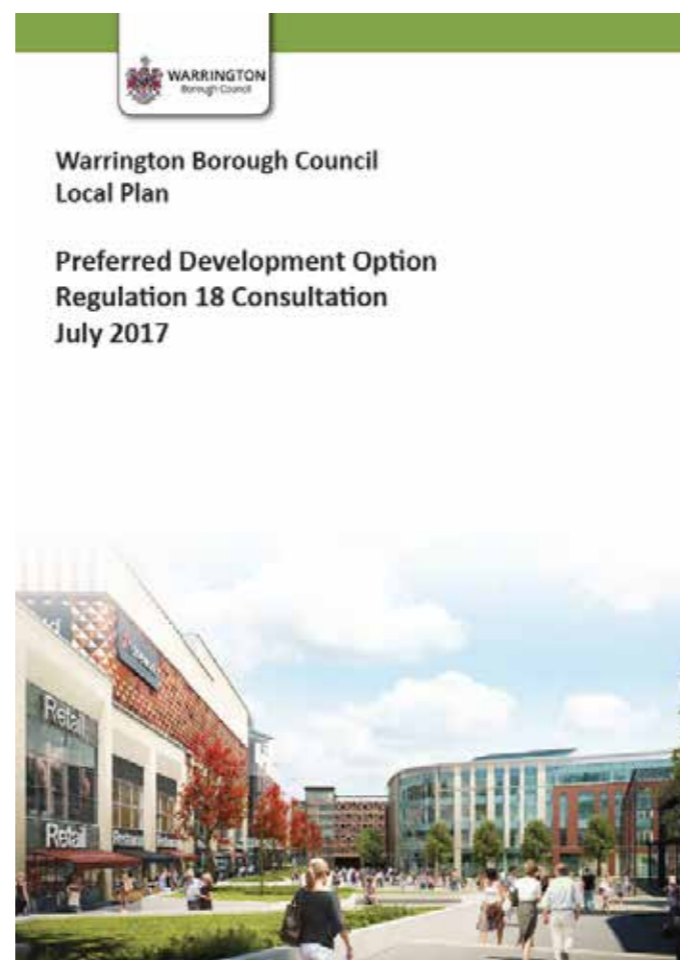 WARRINGTON
Borough Council
Warrington Borough Council
Local Plan
Preferred Development Option
Regulation 18 Consultation
July 2017
Retail
Retail